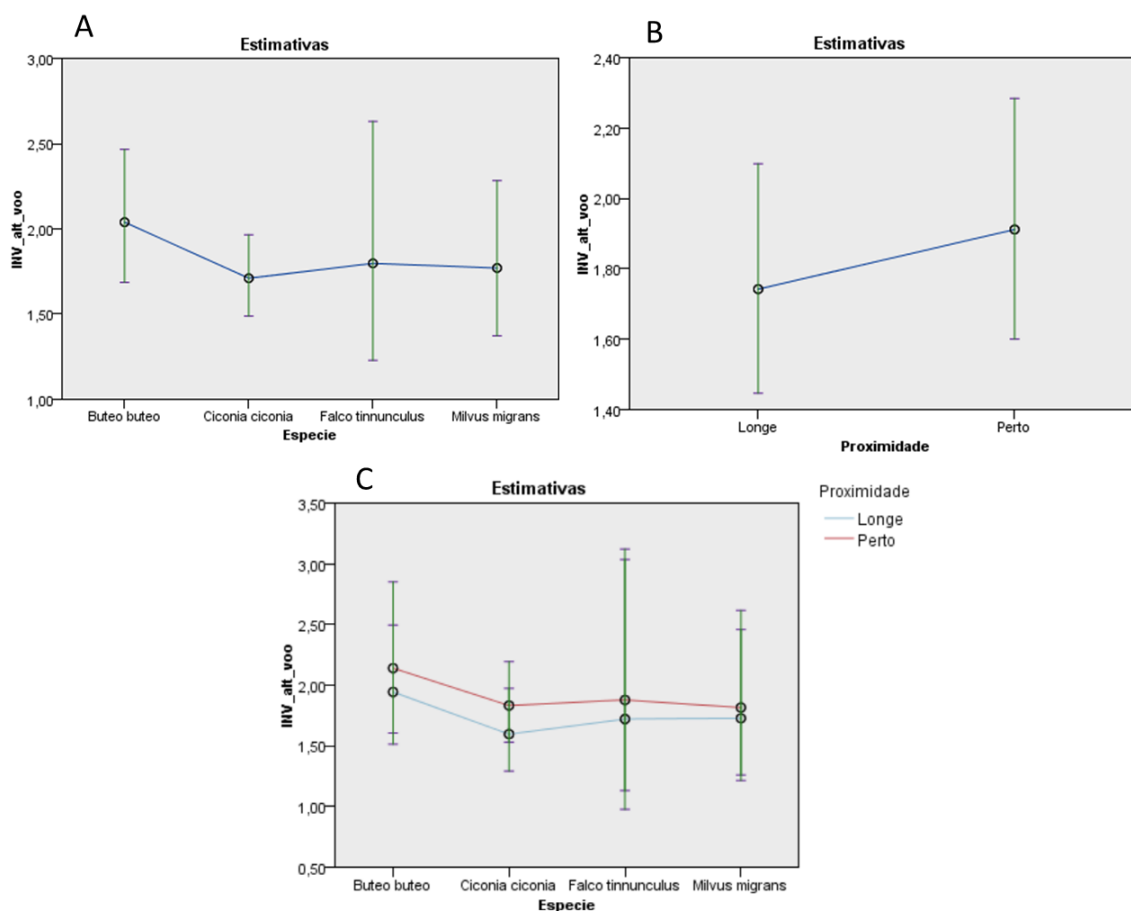 A
Estimativas
3,00
2,50
2,00
1,50
1,00
INV_alt_voo
Buteo buteo
Ciconia ciconia
Falco tinnunculus
Milvus migrans
Especie
B
Estimativas
2,40
2,20
2,00
1,80
1,60
1,40
INV_alt_voo
Longe
Perto
Proximidade
C
Estimativas
3,50
3,00
2,50
2,00
1,50
1,00
0,50
INV_alt_voo
Buteo buteo
Ciconia ciconia
Falco tinnunculus
Milvus migrans
Especie
Proximidade
Longe
Perto